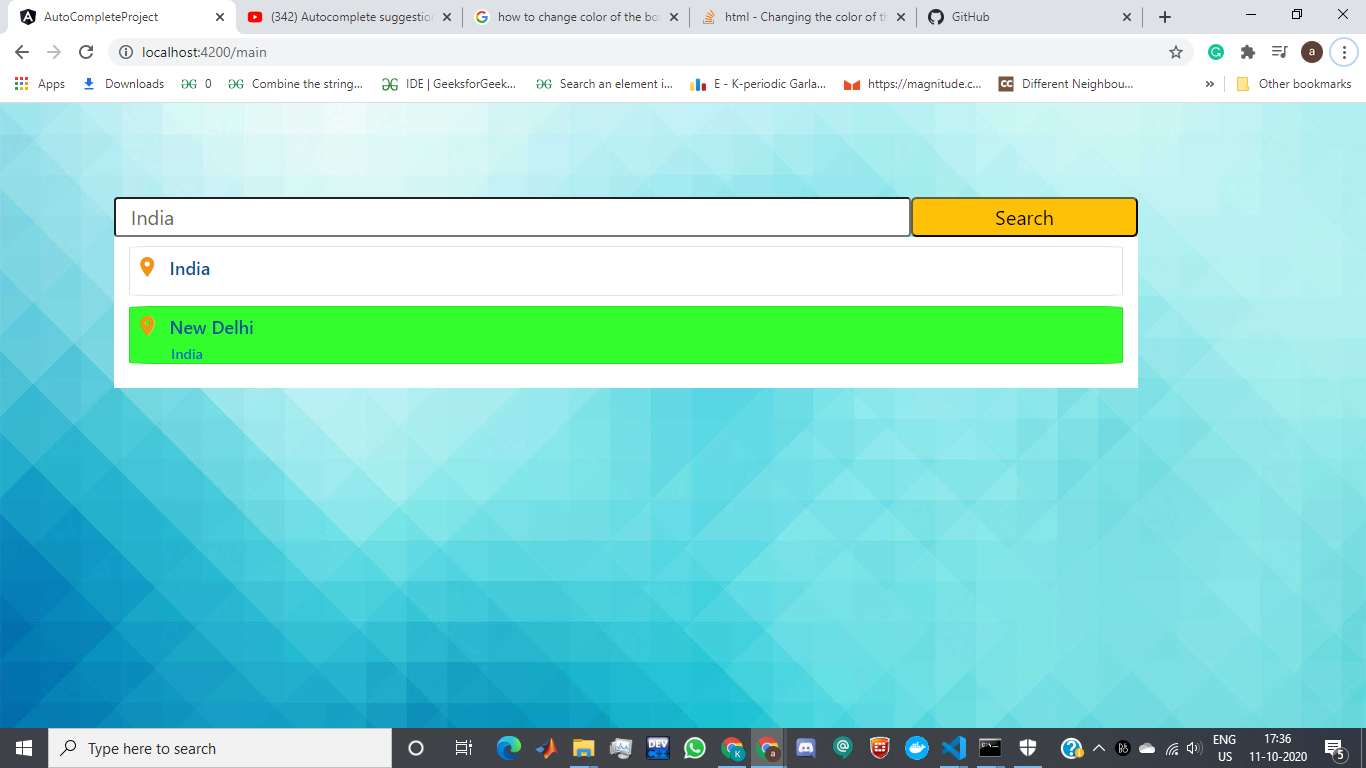 AutoCompleteProject
(342) Autocomplete suggestion
how to change color of the bo
html - Changing the color of th
GitHub
localhost:4200/main
a
Apps
Downloads
0
Combine the string...
IDE | GeeksforGeek...
Search an element i...
E - K-periodic Garla...
https://magnitude.c...
CC
Different Neighbou...
»
Other bookmarks
India
Search
India
New Delhi
India
Type here to search
DEV
K
a
ENG
US
17:36
11-10-2020
5